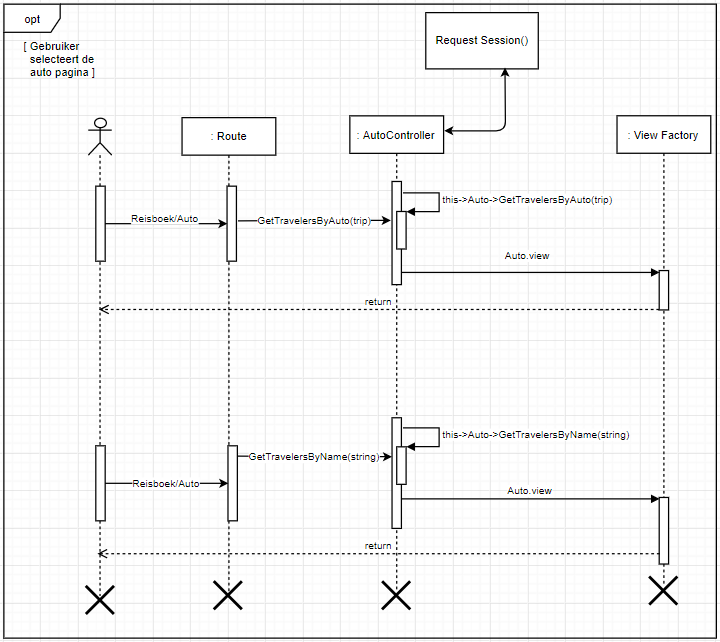 opt
[ Gebruiker
selecteert de
auto pagina ]
Request Session()
: Route
: AutoController
: View Factory
Reisboek/Auto
GetTravelersByAuto(trip)
this->Auto->GetTravelersByAuto(trip)
Auto.view
return
this->Auto->GetTravelersByName(string)
GetTravelersByName(string)
Reisboek/Auto
Auto.view
return